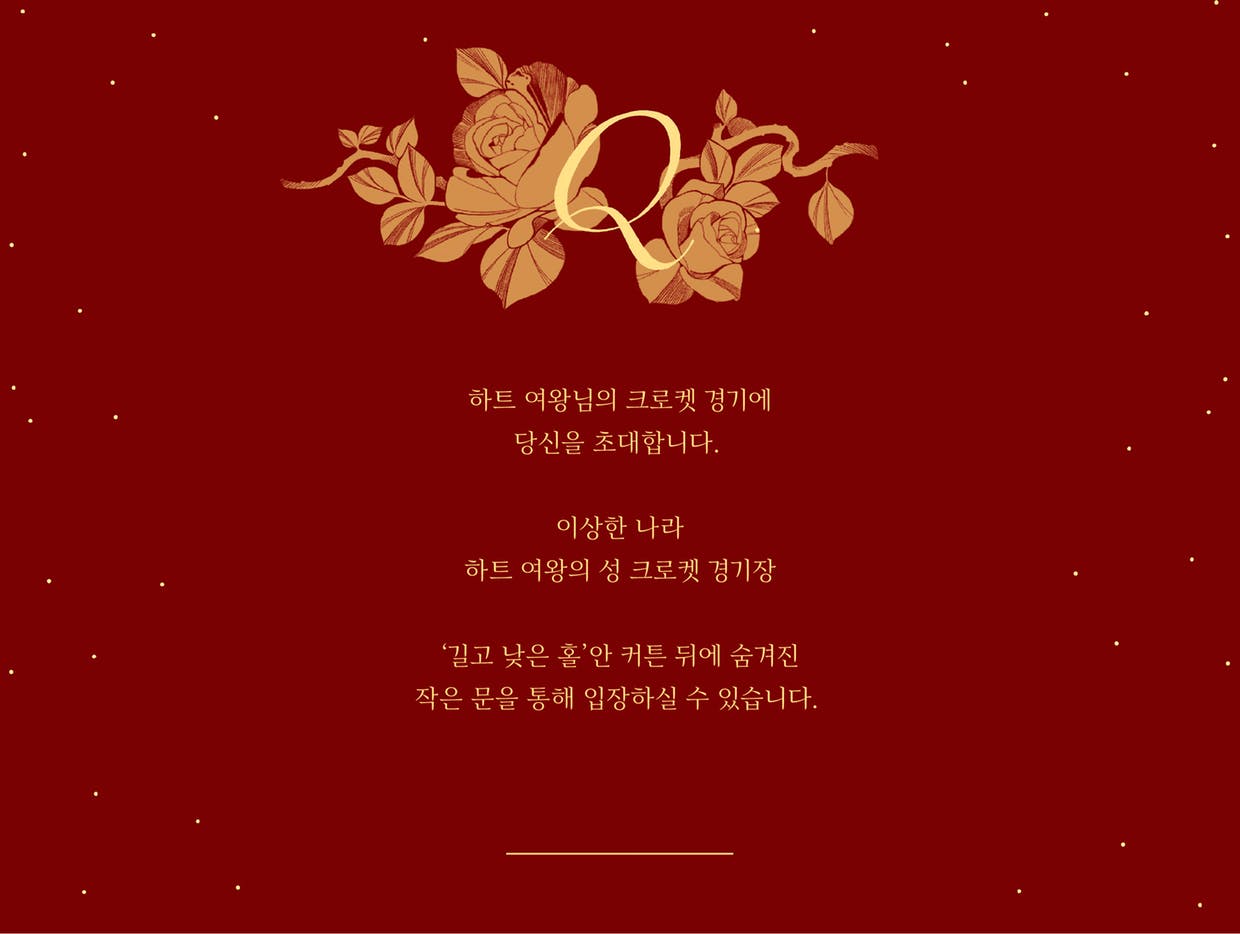 Q
하트 여왕님의 크로켓 경기에
당신을 초대합니다.
이상한 나라
하트 여왕의 성 크로켓 경기장
‘길고 낮은 홀’안 커튼 뒤에 숨겨진
작은 문을 통해 입장하실 수 있습니다.